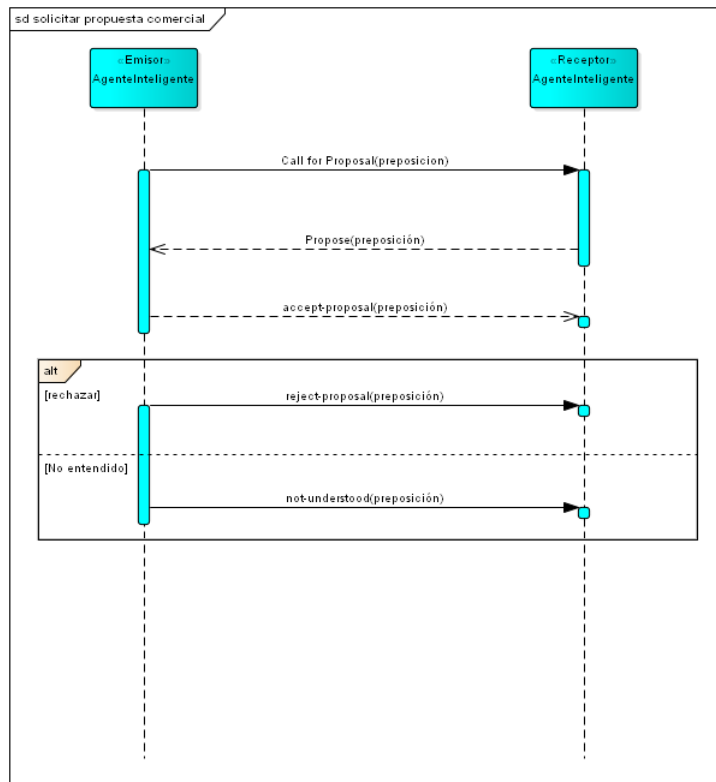 sd solicitar propuesta comercial
«Emisor»
AgenteInteligente
«Receptor»
AgenteInteligente
Call for Proposal(preposicion)
Propose(preposición)
accept-proposal(preposición)
alt
[rechazar]
reject-proposal(preposición)
[No entendido]
not-understood(preposición)